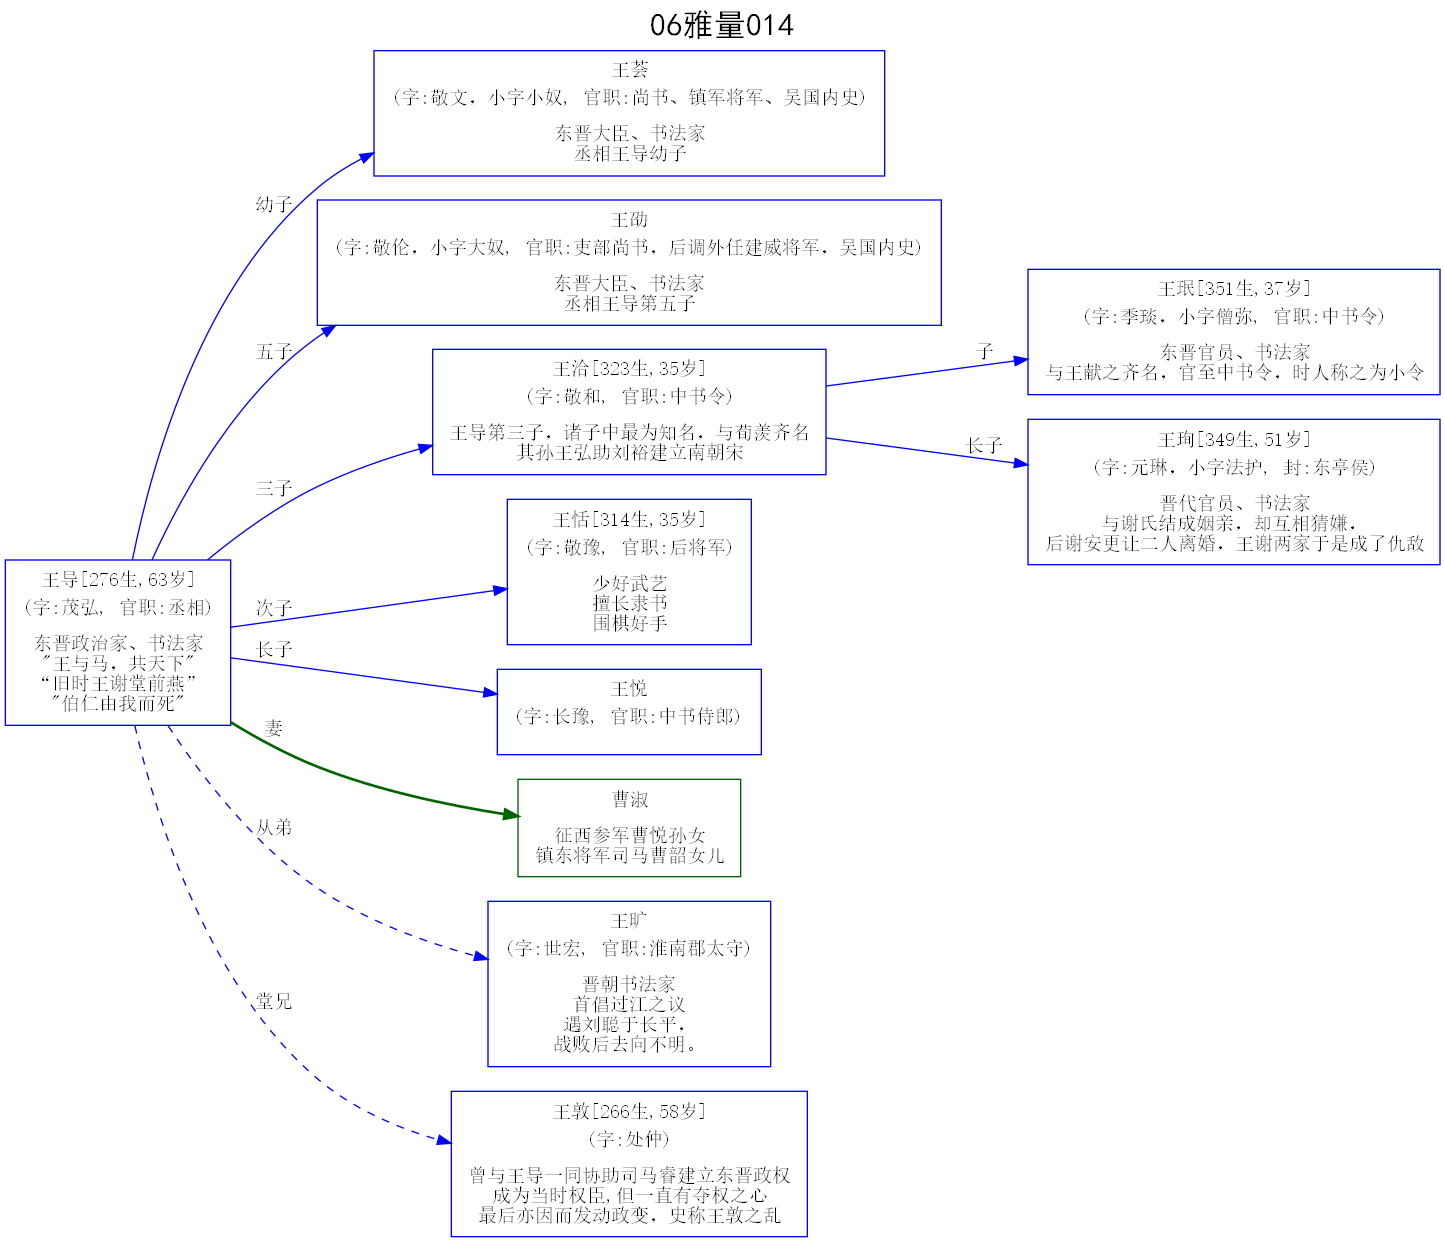 06雅量014
王荟
(字:敬文，小字小奴, 官职:尚书、镇军将军、吴国内史)
东晋大臣、书法家
丞相王导幼子
幼子
王劭
(字:敬伦，小字大奴, 官职:吏部尚书，后调外任建威将军，吴国内史)
东晋大臣、书法家
丞相王导第五子
五子
王洽[323生,35岁]
(字:敬和, 官职:中书令)
王导第三子，诸子中最为知名，与荀羡齐名
其孙王弘助刘裕建立南朝宋
三子
子
王珉[351生,37岁]
(字:季琰，小字僧弥, 官职:中书令)
东晋官员、书法家
与王献之齐名，官至中书令，时人称之为小令
长子
王珣[349生,51岁]
(字:元琳，小字法护, 封:东亭侯)
晋代官员、书法家
与谢氏结成姻亲，却互相猜嫌，
后谢安更让二人离婚，王谢两家于是成了仇敌
王恬[314生,35岁]
(字:敬豫, 官职:后将军)
少好武艺
擅长隶书
围棋好手
次子
王导[276生,63岁]
(字:茂弘, 官职:丞相)
东晋政治家、书法家
"王与马，共天下"
“旧时王谢堂前燕”
"伯仁由我而死"
长子
王悦
(字:长豫, 官职:中书侍郎)
妻
曹淑
征西参军曹悦孙女
镇东将军司马曹韶女儿
从弟
王旷
(字:世宏, 官职:淮南郡太守)
晋朝书法家
首倡过江之议
遇刘聪于长平，
战败后去向不明。
堂兄
王敦[266生,58岁]
(字:处仲)
曾与王导一同协助司马睿建立东晋政权
成为当时权臣,但一直有夺权之心
最后亦因而发动政变，史称王敦之乱